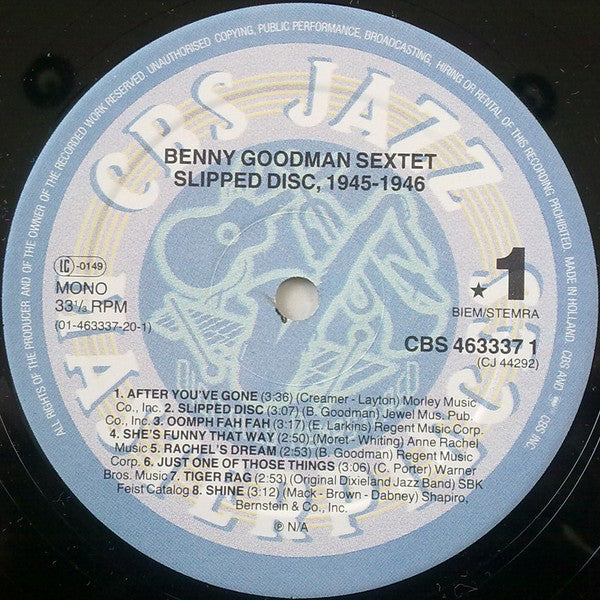 ALL RIGHTS OF THE PRODUCER AND OF THE OWNER OF THE RECORDED WORK RESERVED. UNAUTHORISED COPYING, PUBLIC PERFORMANCE, BROADCASTING, HIRING OR RENTAL OF THIS RECORDING PROHIBITED. MADE IN HOLLAND. CBS AND
CBS INC.
CBS JAZZ
MASTERPIECES
BENNY GOODMAN SEXTET
SLIPPED DISC, 1945-1946
LC-0149
MONO
33⅓ RPM
(01-463337-20-1)
★1
BIEM/STEMRA
CBS 463337 1
(CJ 44292)
1. AFTER YOU'VE GONE (3:36) (Creamer - Layton) Morley Music
Co., Inc. 2. SLIPPED DISC (3:07) (B. Goodman) Jewel Mus. Pub.
Co., Inc. 3. OOMPH FAH FAH (3:17) (E. Larkins) Regent Music Corp.
4. SHE'S FUNNY THAT WAY (2:50) (Moret - Whiting) Anne Rachel
Music 5. RACHEL'S DREAM (2:53) (B. Goodman) Regent Music
Corp. 6. JUST ONE OF THOSE THINGS (3:06) (C. Porter) Warner
Bros. Music 7. TIGER RAG (2:53) (Original Dixieland Jazz Band) SBK
Feist Catalog 8. SHINE (3:12) (Mack - Brown - Dabney) Shapiro,
Bernstein & Co., Inc.
℗ N/A